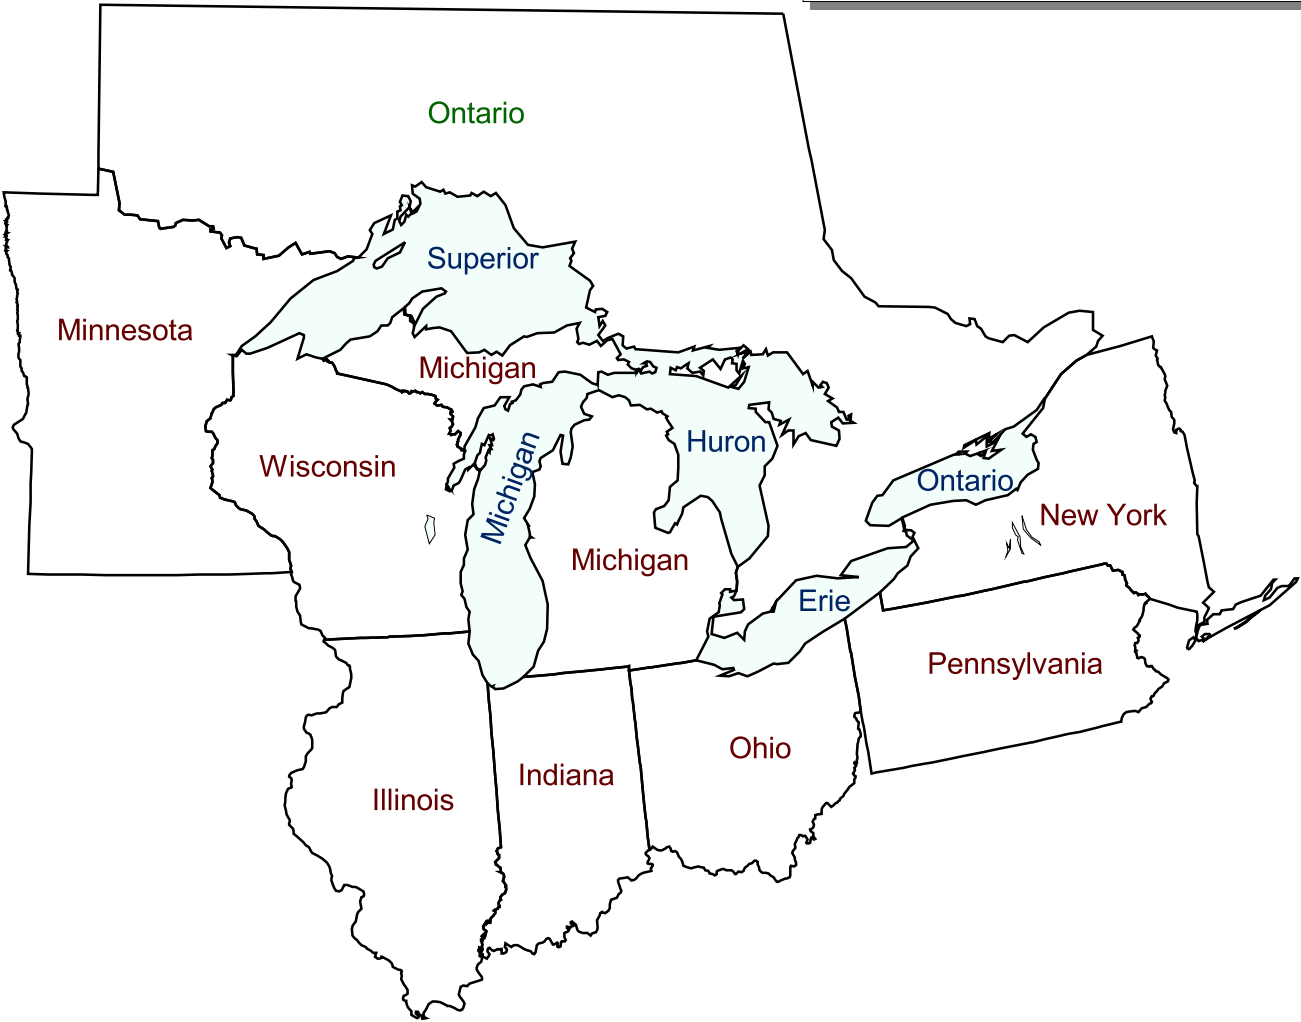 Ontario
Superior
Minnesota
Michigan
Huron
Wisconsin
Michigan
Ontario
New York
Michigan
Erie
Pennsylvania
Ohio
Indiana
Illinois